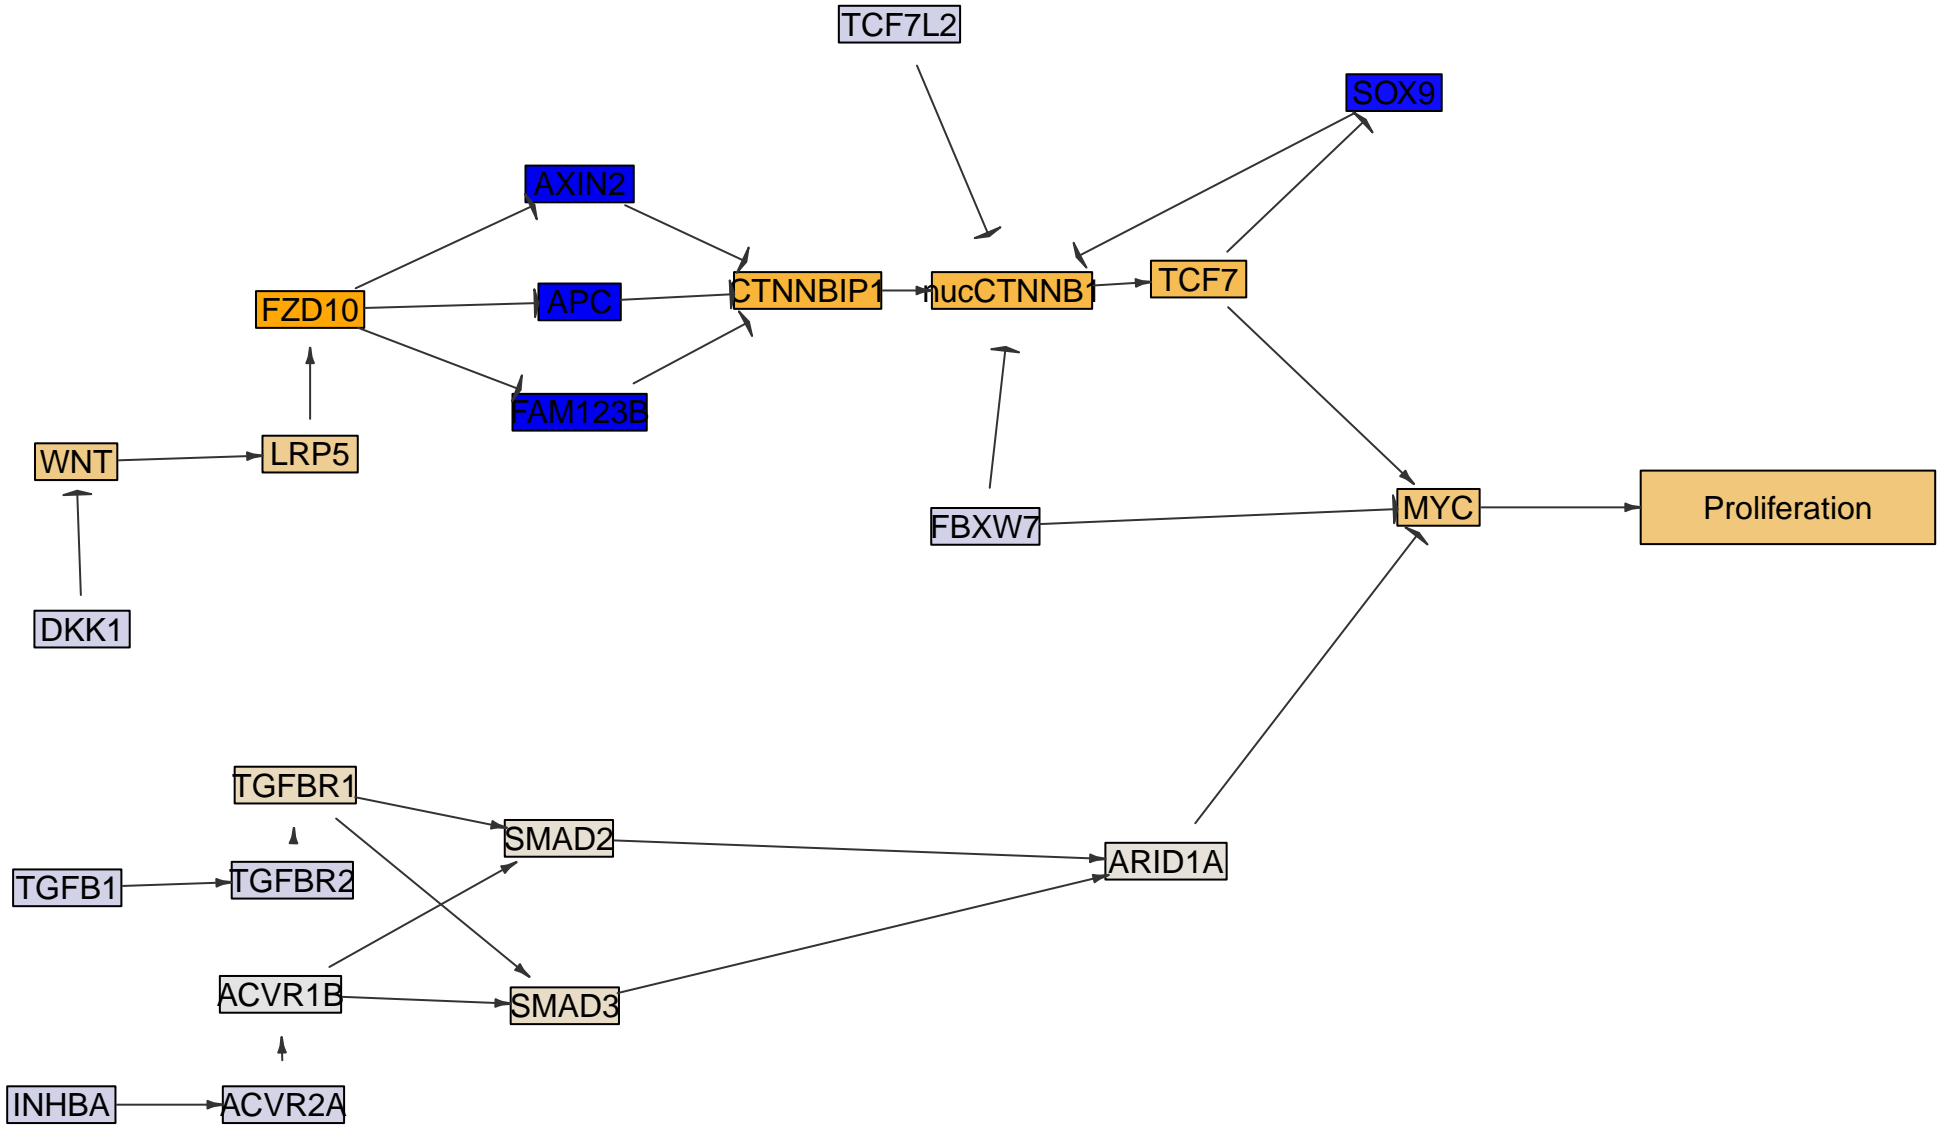 TCF7L2
SOX9
AXIN2
TCF7
CTNNBIP1
nucCTNNB1
APC
FZD10
FAM123B
LRP5
WNT
MYC
Proliferation
FBXW7
DKK1
TGFBR1
SMAD2
ARID1A
TGFBR2
TGFB1
ACVR1B
SMAD3
INHBA
ACVR2A